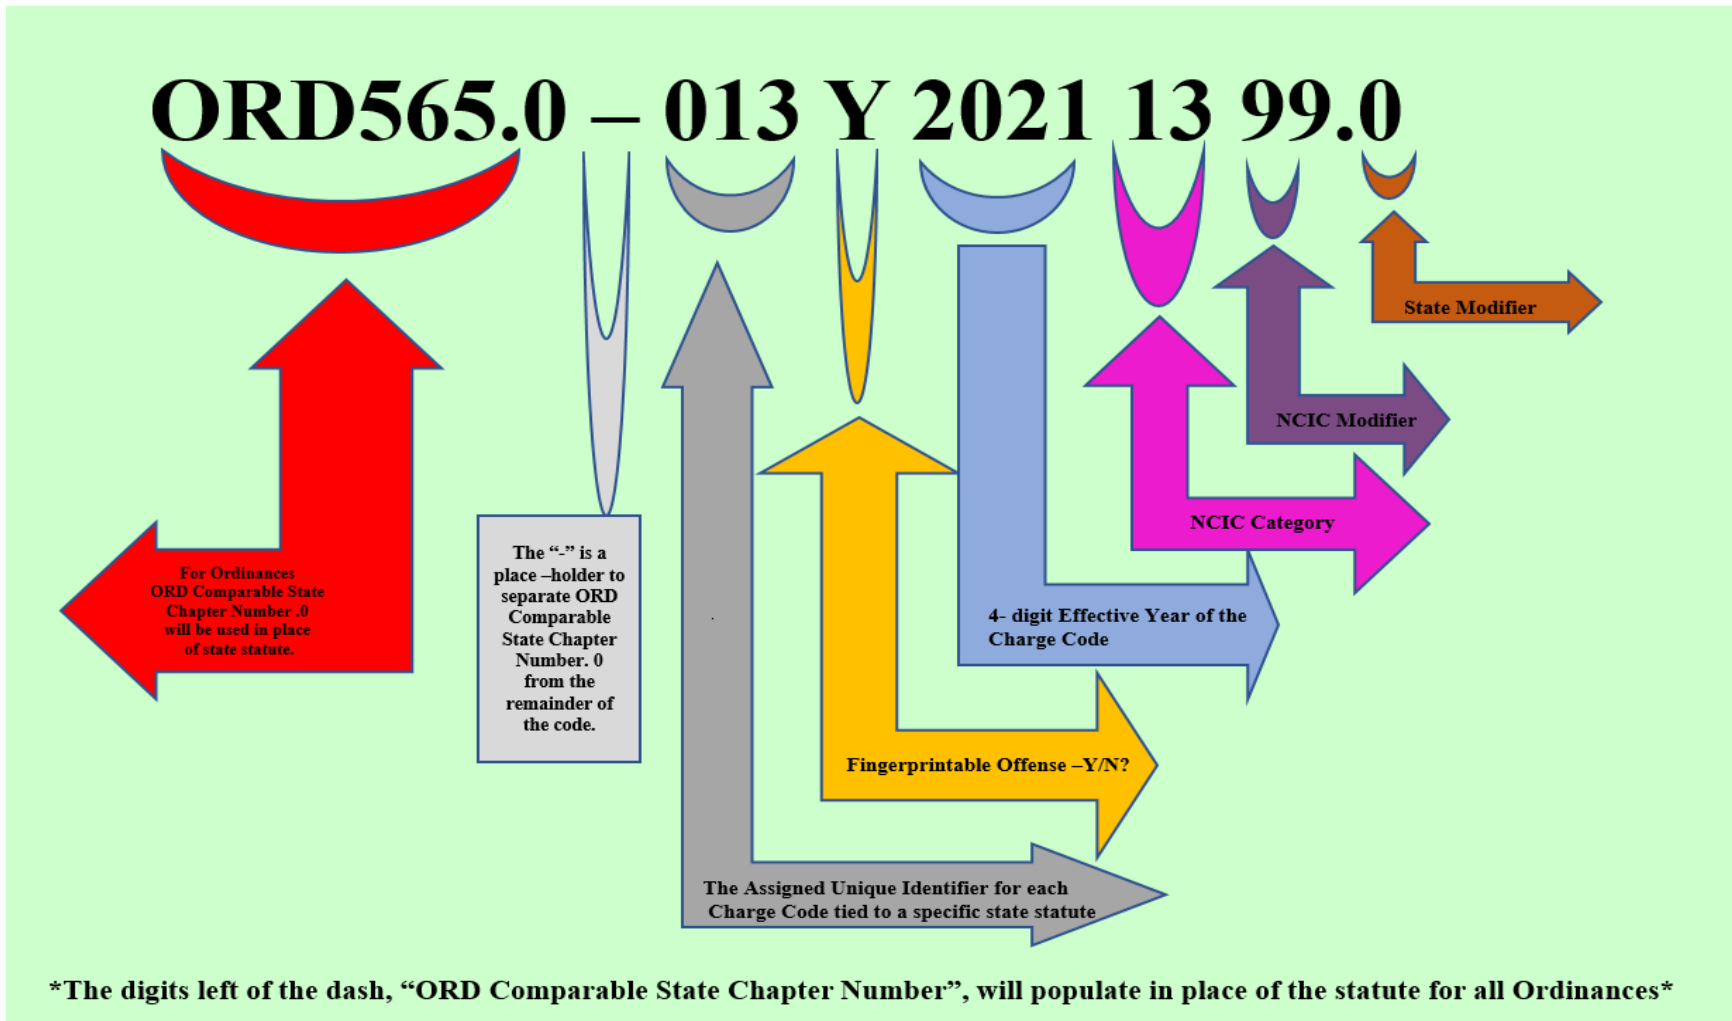 ORD565.0 – 013 Y 2021 13 99.0
State Modifier
NCIC Modifier
NCIC Category
For Ordinances
ORD Comparable State
Chapter Number .0
will be used in place
of state statute.
The “-” is a
place –holder to
separate ORD
Comparable
State Chapter
Number. 0
from the
remainder of
the code.
.
4- digit Effective Year of the
Charge Code
Fingerprintable Offense –Y/N?
The Assigned Unique Identifier for each
Charge Code tied to a specific state statute
*The digits left of the dash, “ORD Comparable State Chapter Number”, will populate in place of the statute for all Ordinances*